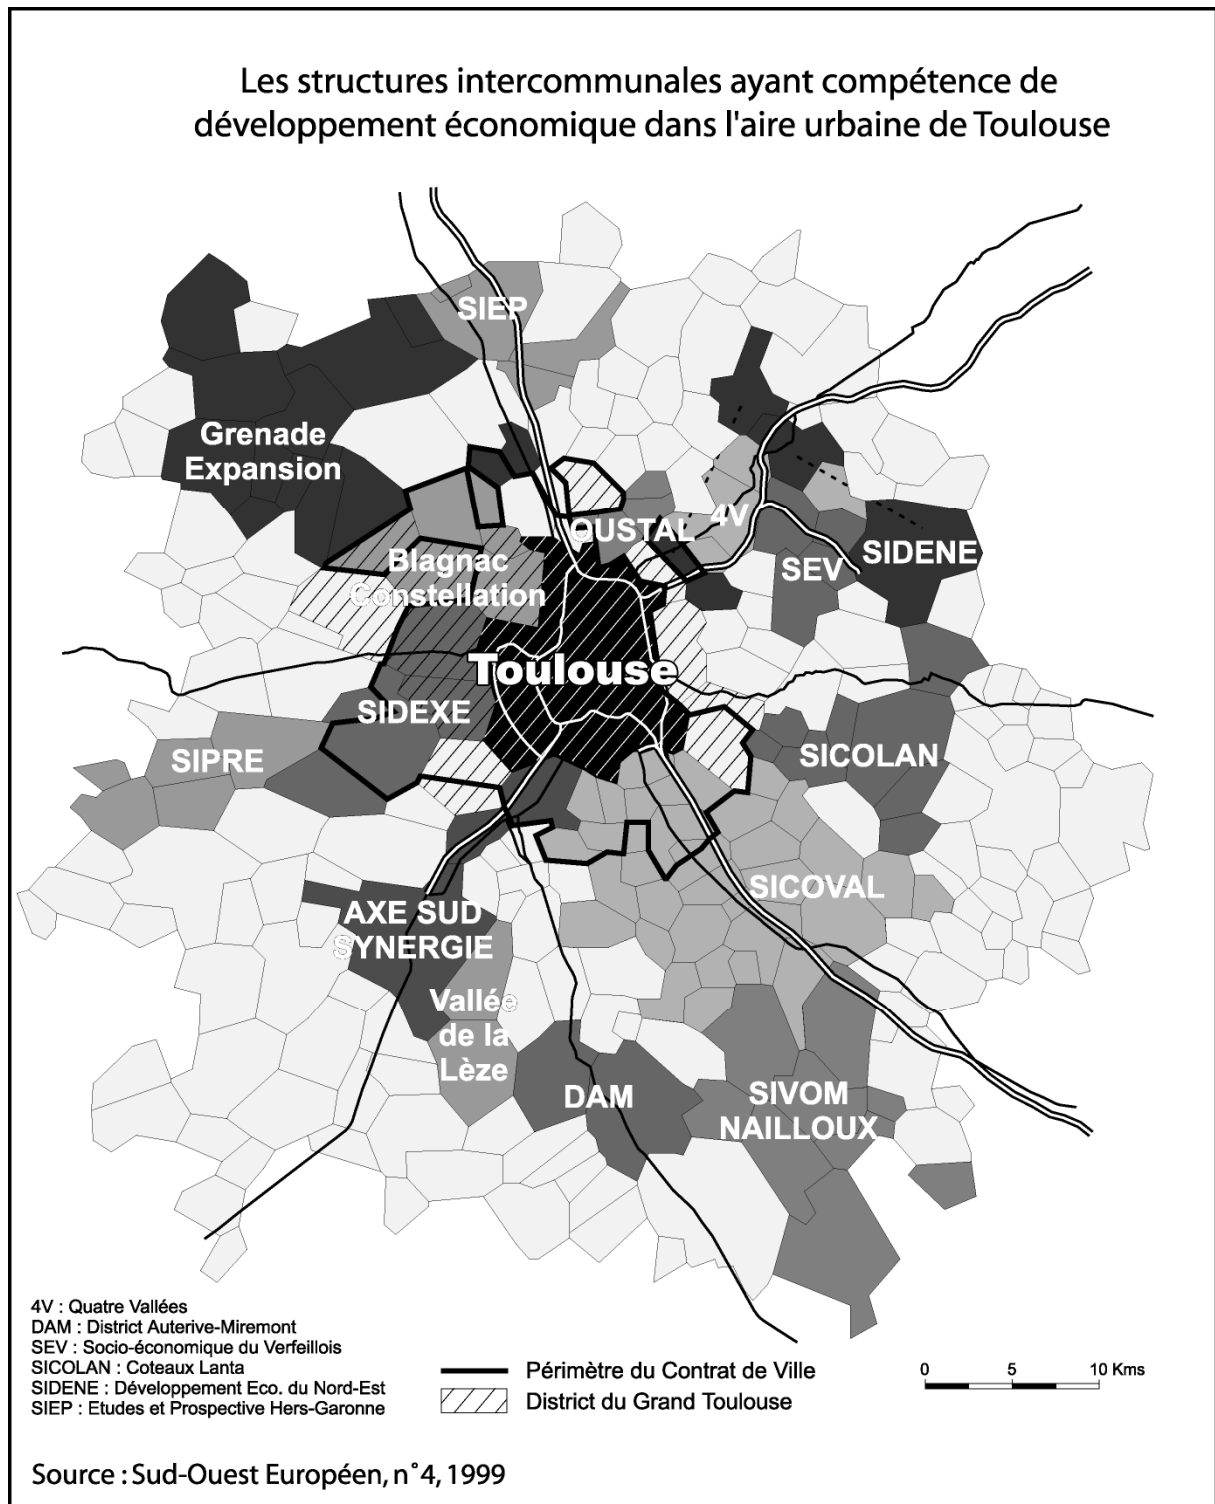 Les structures intercommunales ayant compétence de
développement économique dans l'aire urbaine de Toulouse
SIEP
Grenade
Expansion
OUSTAL
4V
SEV
SIDENE
Blagnac
Constellation
Toulouse
SIDEXE
SIPRE
SICOLAN
SICOVAL
AXE SUD
SYNERGIE
Vallée
de la
Lèze
DAM
SIVOM
NAILLOUX
4V : Quatre Vallées
DAM : District Auterive-Miremont
SEV : Socio-économique du Verfeillois
SICOLAN : Coteaux Lanta
SIDENE : Développement Eco. du Nord-Est
SIEP : Etudes et Prospective Hers-Garonne
Périmètre du Contrat de Ville
District du Grand Toulouse
0 5 10 Kms
Source : Sud-Ouest Européen, n°4, 1999